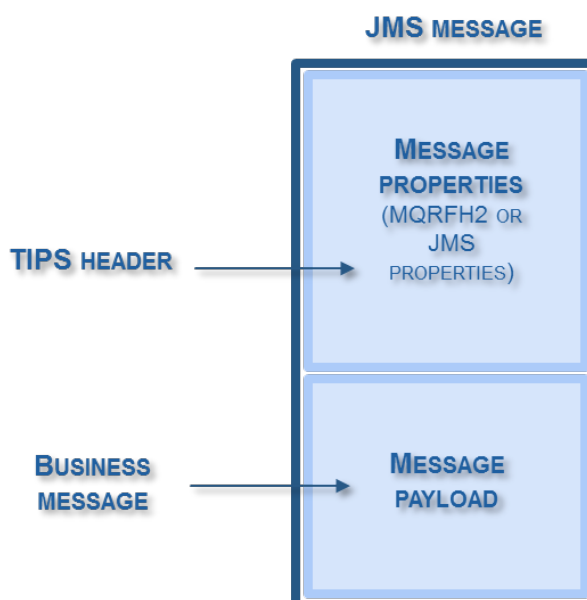 JMS MESSAGE
MESSAGE
PROPERTIES
(MQRFH2 OR
JMS
PROPERTIES)
TIPS HEADER
BUSINESS
MESSAGE
MESSAGE
PAYLOAD